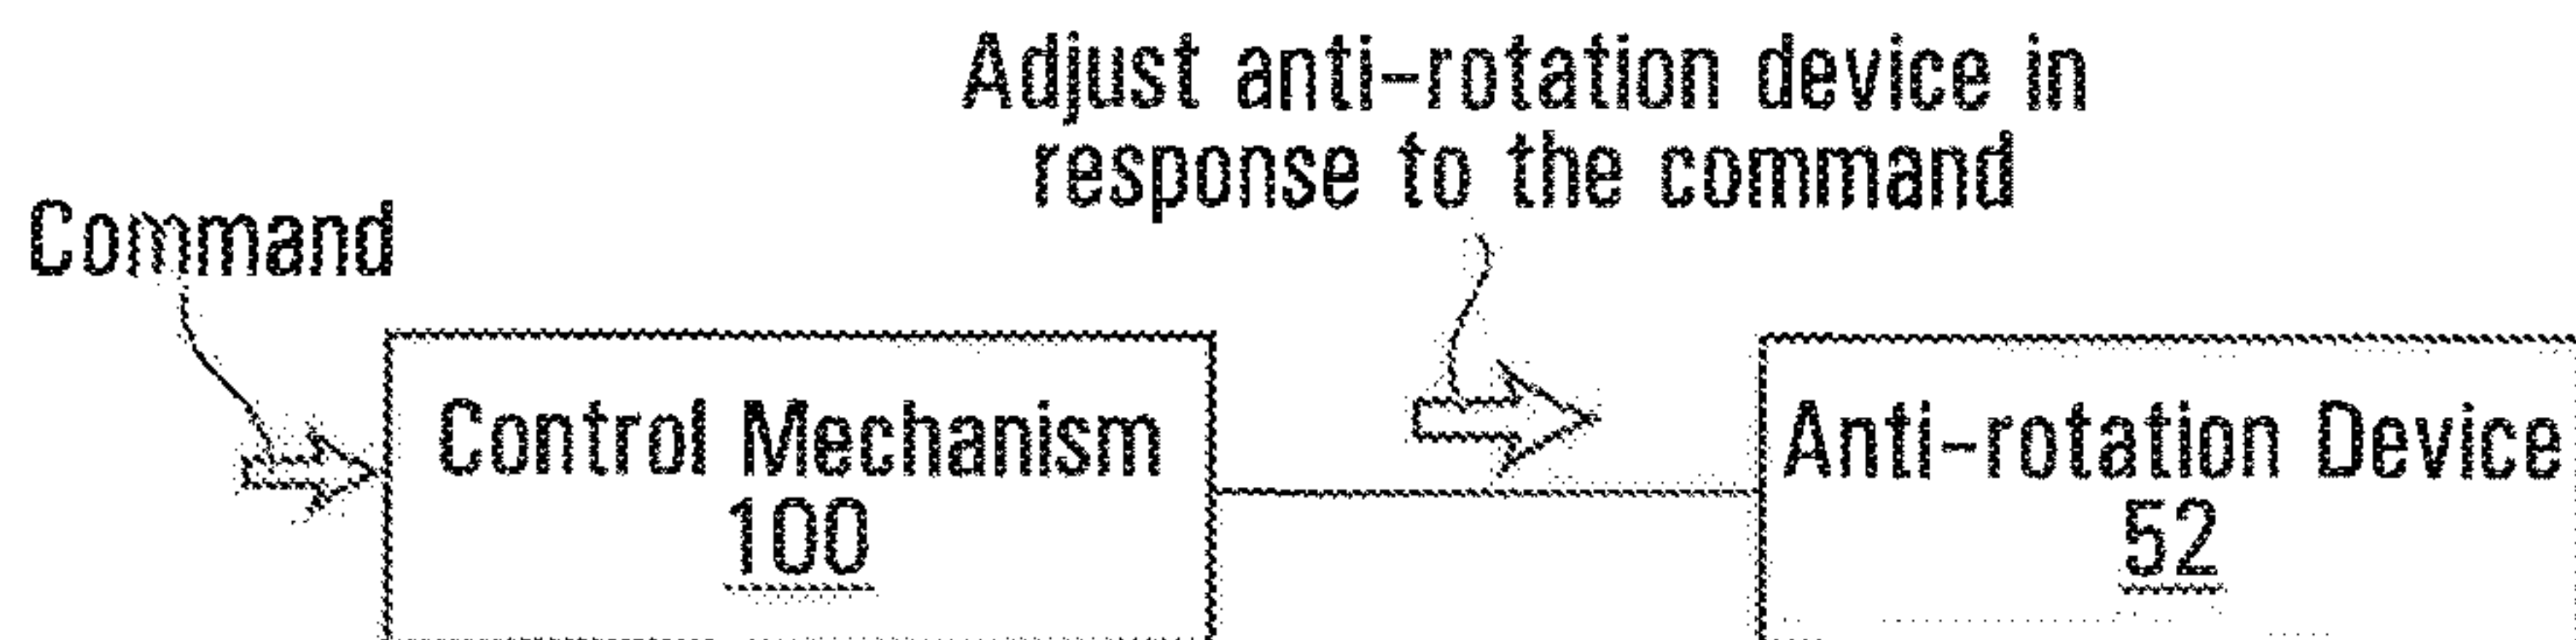 Adjust anti-rotation device in
response to the command
Command
Control Mechanism
100
Anti-rotation Device
52